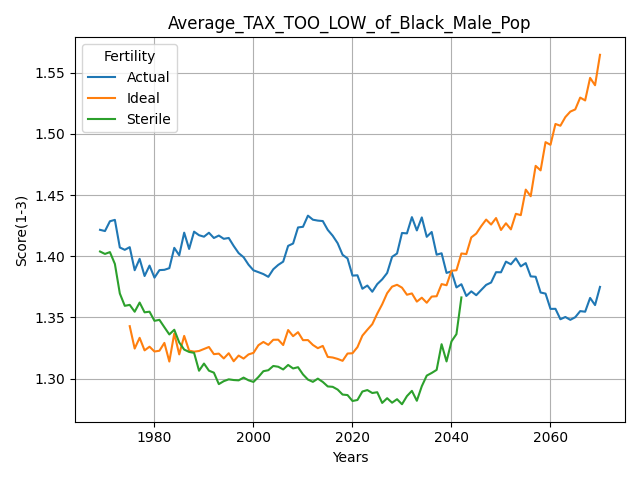 Average_TAX_TOO_LOW_of_Black_Male_Pop
Fertility
Actual
Ideal
Sterile
Score(1-3)
1.55
1.50
1.45
1.40
1.35
1.30
1980 2000 2020 2040 2060
Years